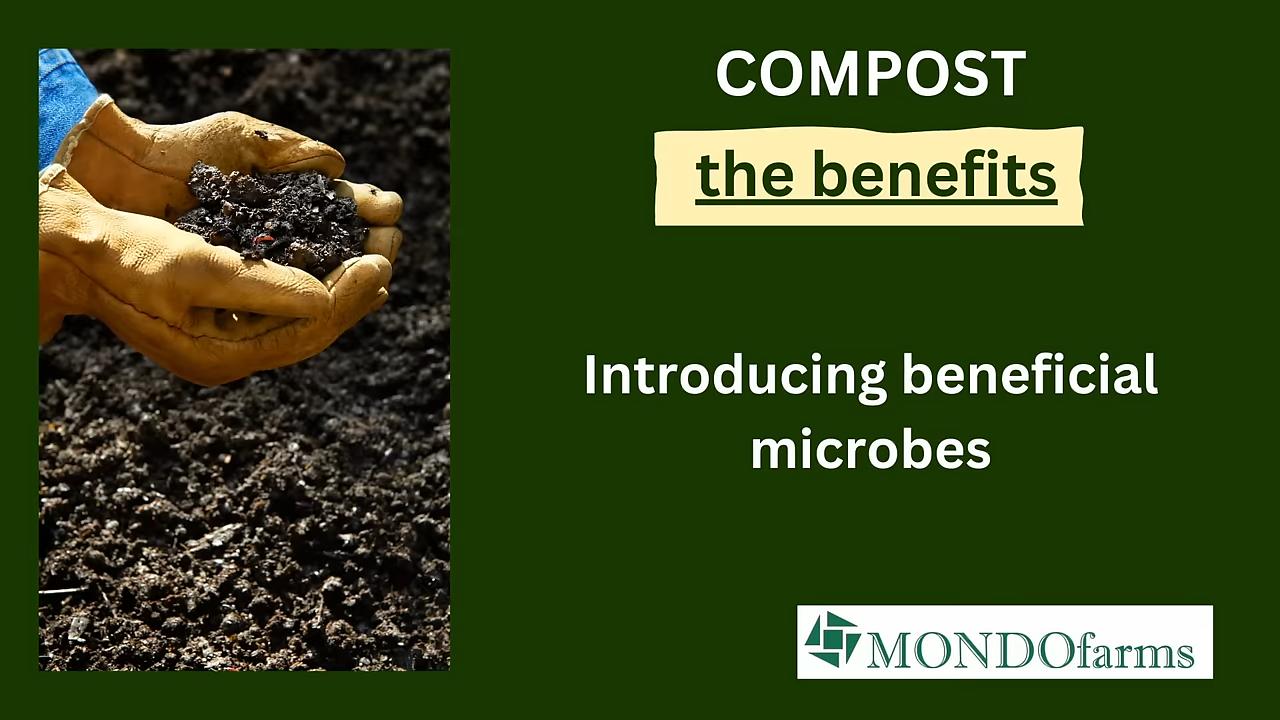 COMPOST
the benefits
Introducing beneficial
microbes
MONDOfarms